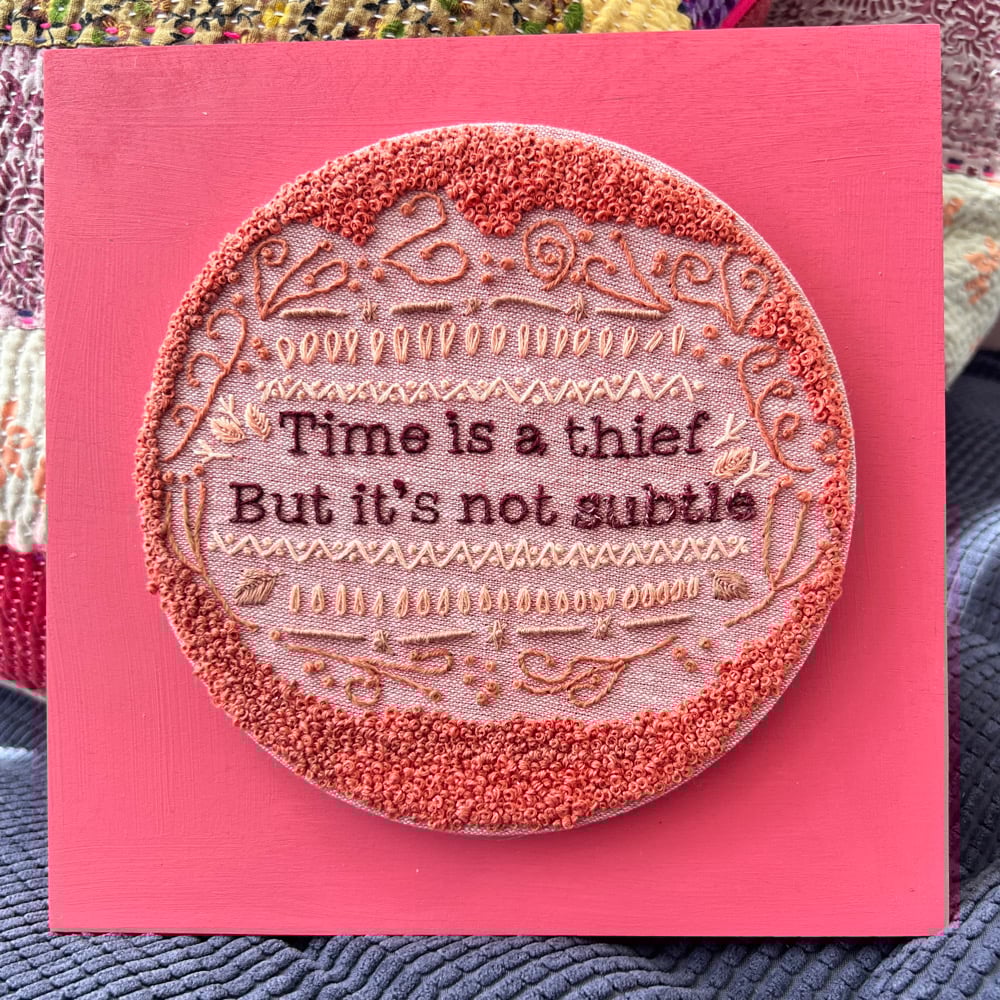 Time is a thief
But it's not subtle